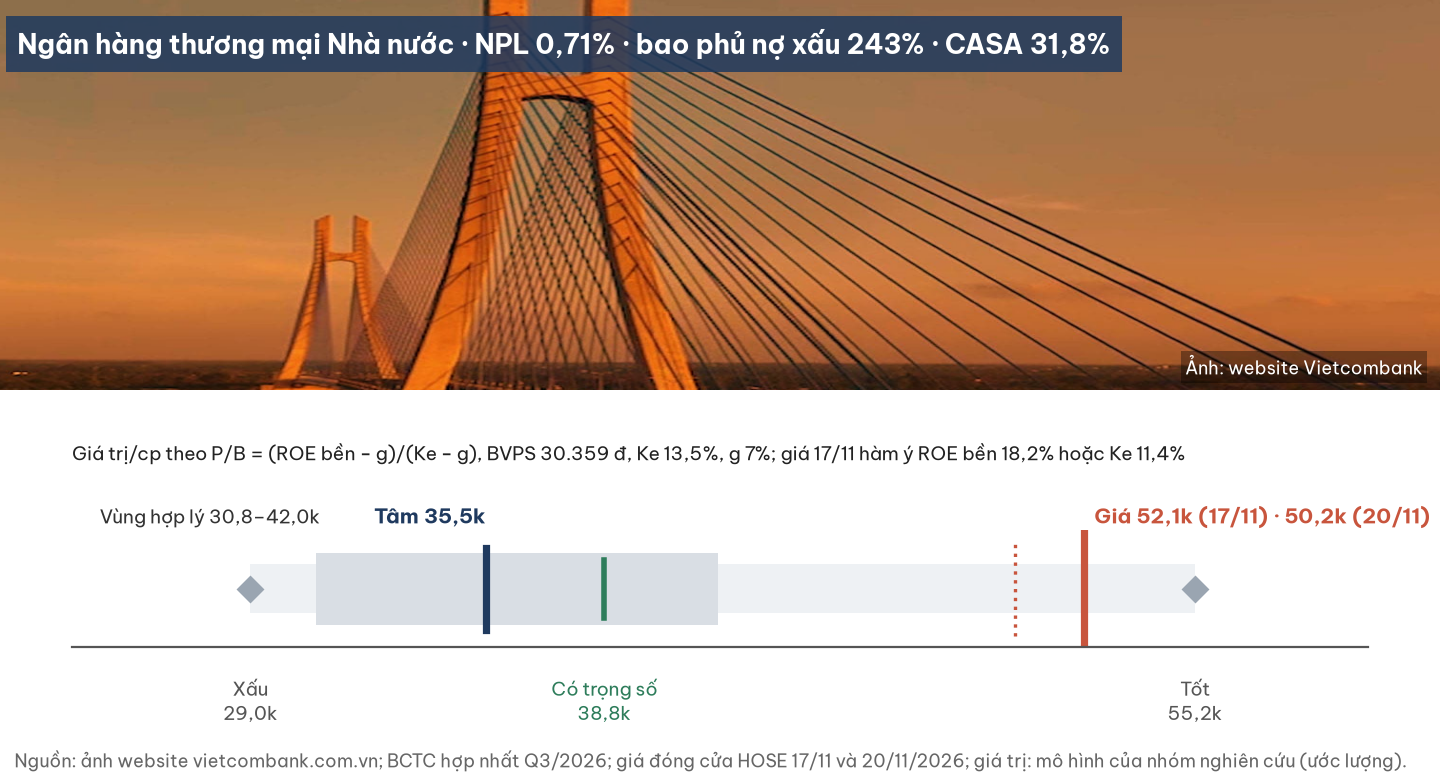 Ngân hàng thương mại Nhà nước · NPL 0,71% · bao phủ nợ xấu 243% · CASA 31,8%
Ảnh: website Vietcombank
Giá trị/cp theo P/B = (ROE bền − g)/(Ke − g), BVPS 30.359 đ, Ke 13,5%, g 7%; giá 17/11 hàm ý ROE bền 18,2% hoặc Ke 11,4%
Vùng hợp lý 30,8–42,0k
Tâm 35,5k
Giá 52,1k (17/11) · 50,2k (20/11)
Xấu
29,0k
Có trọng số
38,8k
Tốt
55,2k
Nguồn: ảnh website vietcombank.com.vn; BCTC hợp nhất Q3/2026; giá đóng cửa HOSE 17/11 và 20/11/2026; giá trị: mô hình của nhóm nghiên cứu (ước lượng).